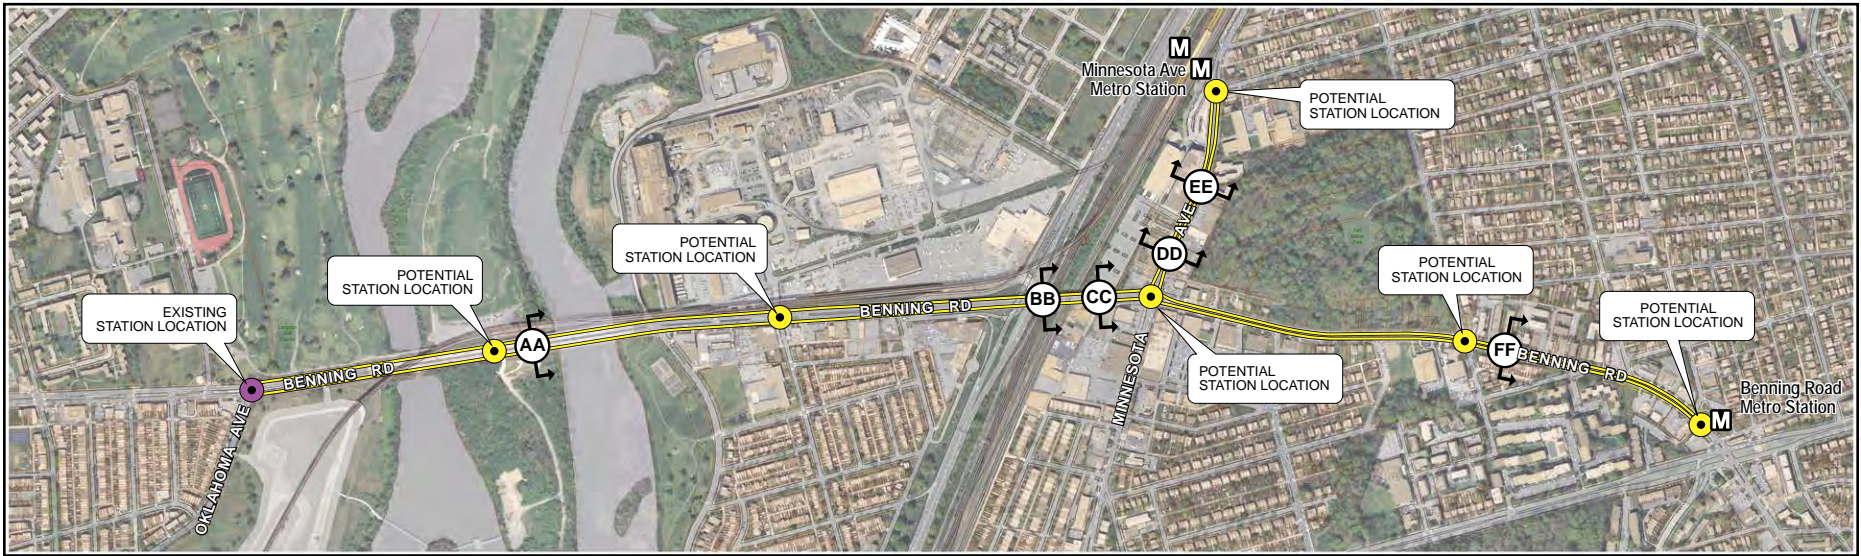 M
Minnesota Ave M
Metro Station
POTENTIAL
STATION LOCATION
EE
AVE
DD
POTENTIAL
STATION LOCATION
POTENTIAL
STATION LOCATION
EXISTING
STATION LOCATION
AA
BENNING RD
BB
CC
POTENTIAL
STATION LOCATION
POTENTIAL
STATION LOCATION
FF
BENNING RD
BENNING RD
OKLAHOMA AVE
MINNESOTA
POTENTIAL
STATION LOCATION
Benning Road
Metro Station
M